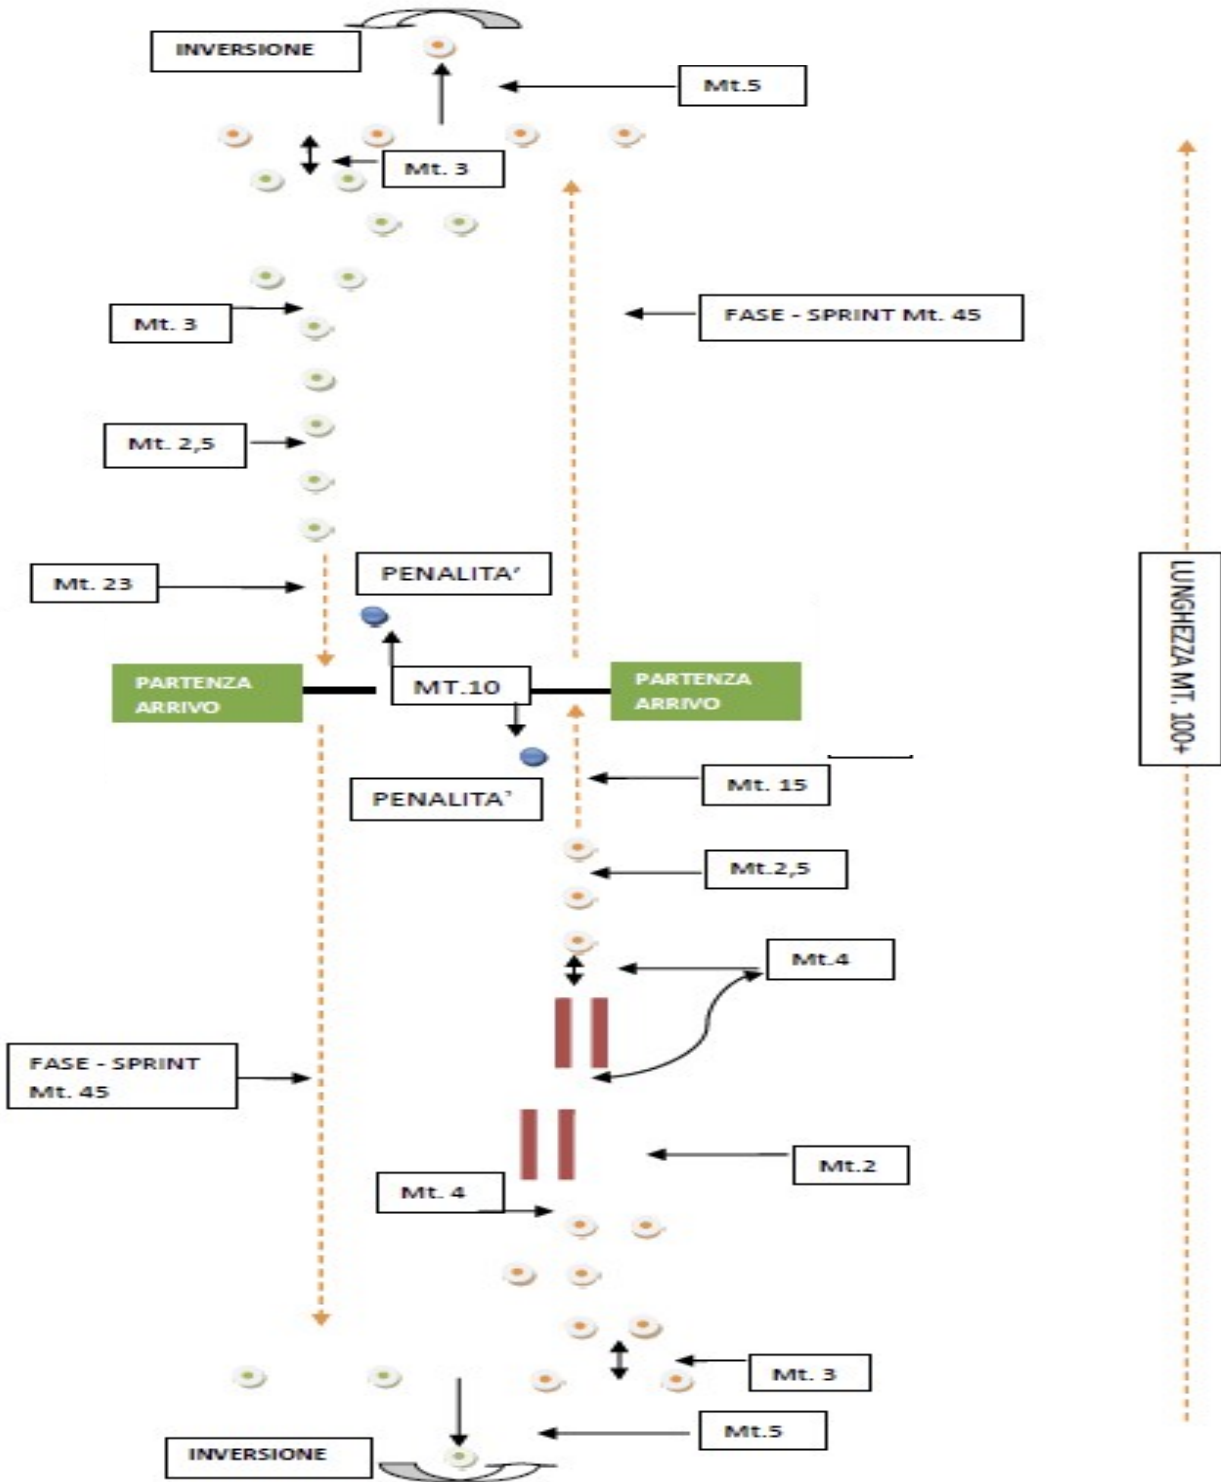 INVERSIONE
Mt.5
Mt. 3
Mt. 3
FASE - SPRINT Mt. 45
Mt. 2,5
PENALITA’
Mt. 23
PARTENZA
ARRIVO
MT.10
PARTENZA
ARRIVO
LUNGHEZZA MT. 100+
Mt. 15
PENALITA’
Mt.2,5
Mt.4
FASE - SPRINT
Mt. 45
Mt.2
Mt. 4
Mt. 3
Mt.5
INVERSIONE